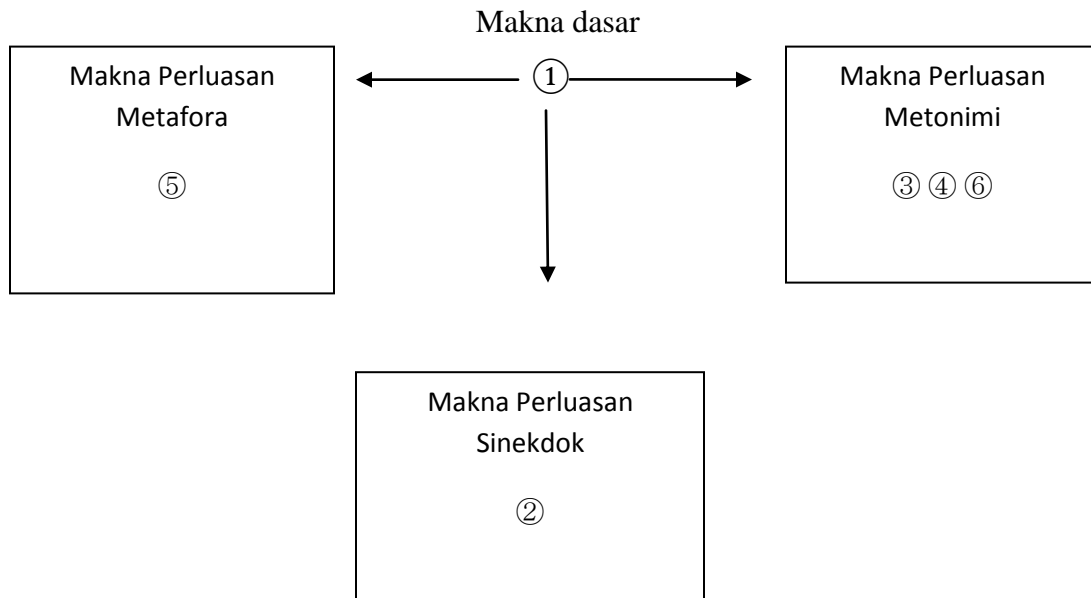 Makna dasar
①
Makna Perluasan
Metafora
⑤
Makna Perluasan
Metonimi
③ ④ ⑥
Makna Perluasan
Sinekdok
②